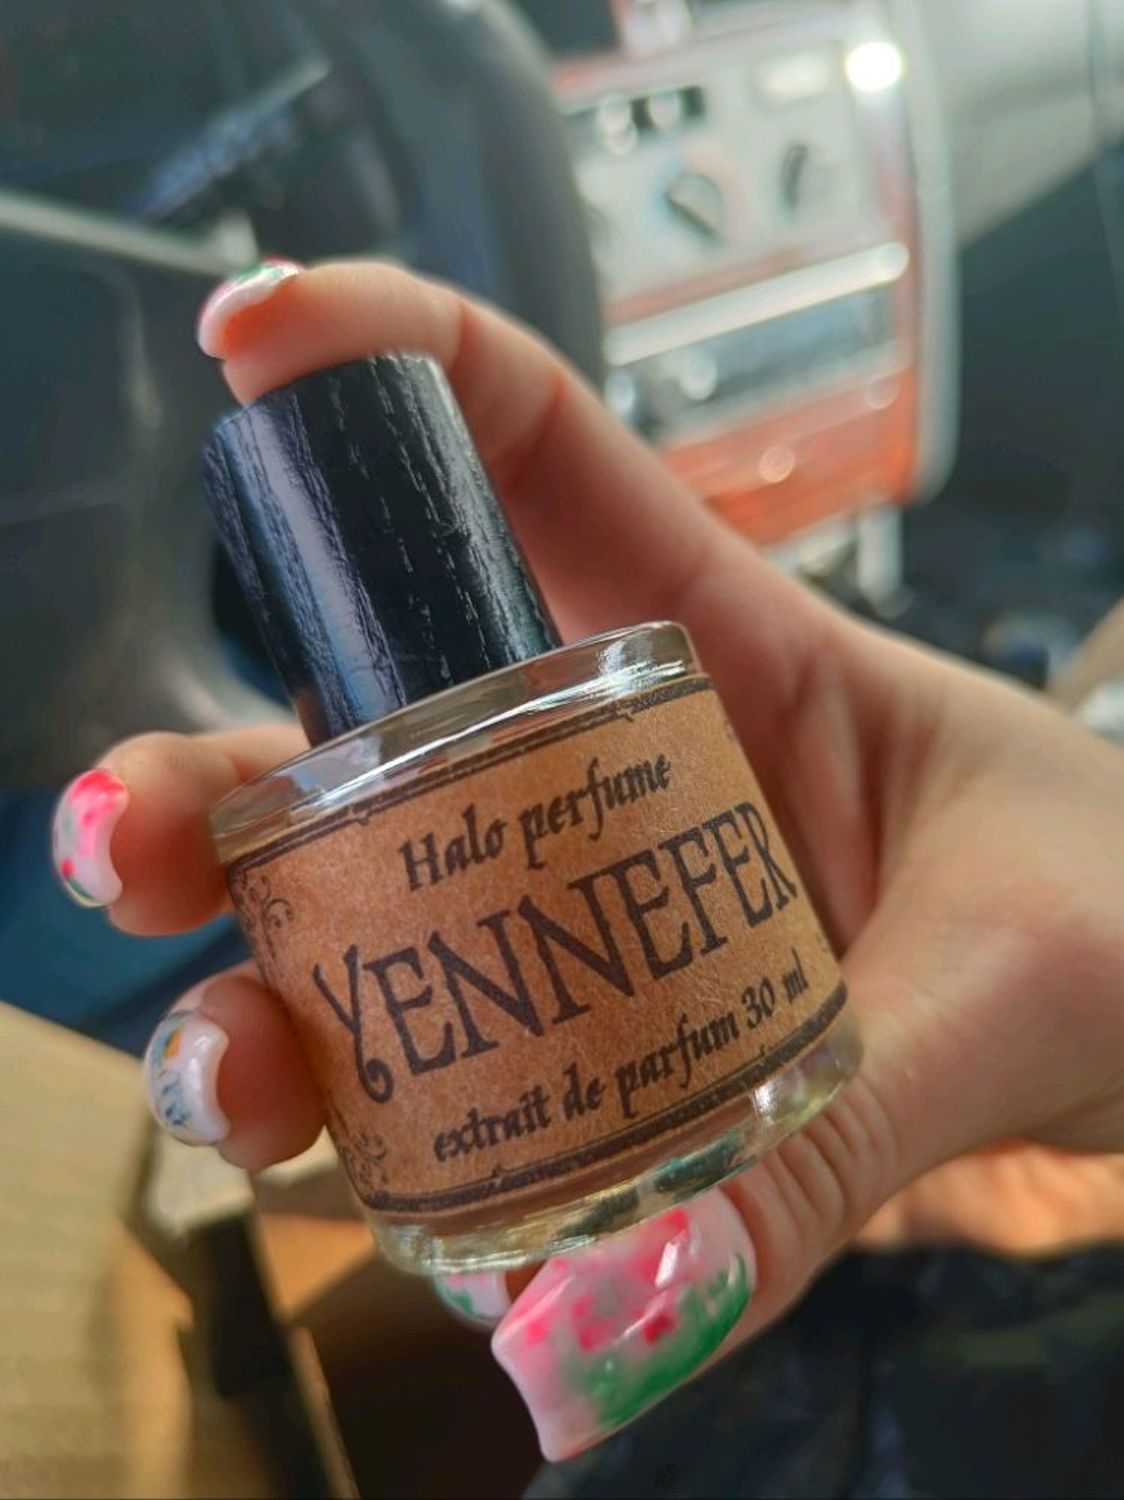 Halo perfume
YENNEFER
extrait de parfum 30 ml